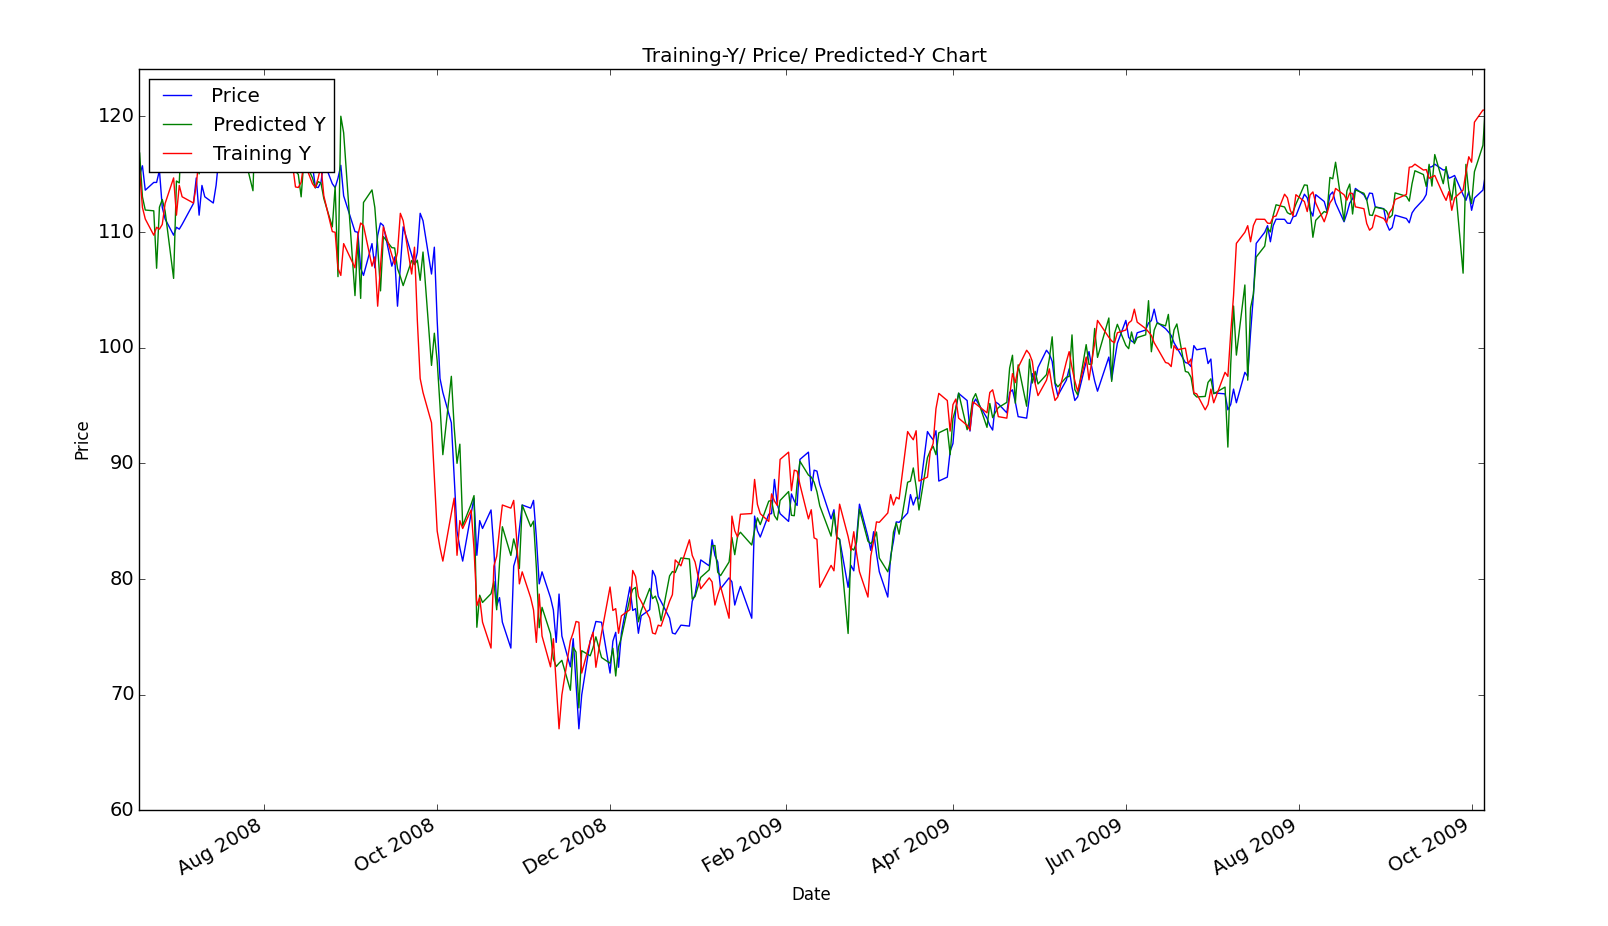 Training-Y/ Price/ Predicted-Y Chart
Price
Predicted Y
Training Y
120
110
100
90
80
70
60
Price
Aug 2008
Oct 2008
Dec 2008
Feb 2009
Apr 2009
Jun 2009
Aug 2009
Oct 2009
Date